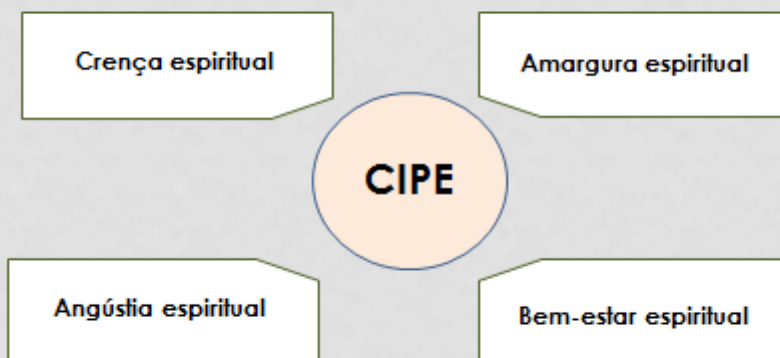 Crença espiritual
Amargura espiritual
CIPE
Angústia espiritual
Bem-estar espiritual